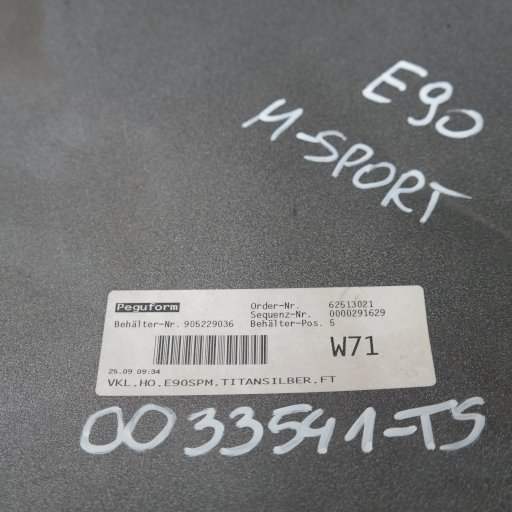 E90
M-SPORT
Peguform Order-Nr. 62613021
Sequenz-Nr. 0000291629
Behälter-Nr. 905229036 Behälter-Pos. 5
W71
25.09 09:34
VKL.HO.E90SPM.TITANSILBER.FT
0033541-TS